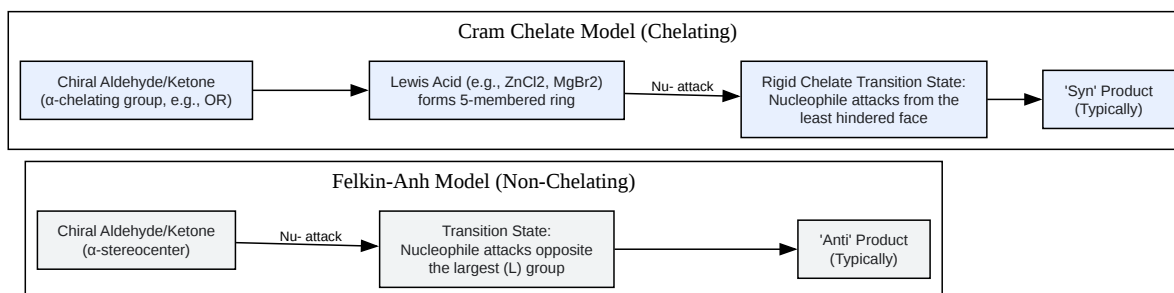 Cram Chelate Model (Chelating)
Chiral Aldehyde/Ketone
(α-chelating group, e.g., OR)
Lewis Acid (e.g., ZnCl2, MgBr2)
forms 5-membered ring
Nu- attack
Rigid Chelate Transition State:
Nucleophile attacks from the
least hindered face
'Syn' Product
(Typically)
Felkin-Anh Model (Non-Chelating)
Chiral Aldehyde/Ketone
(α-stereocenter)
Nu- attack
Transition State:
Nucleophile attacks opposite
the largest (L) group
'Anti' Product
(Typically)